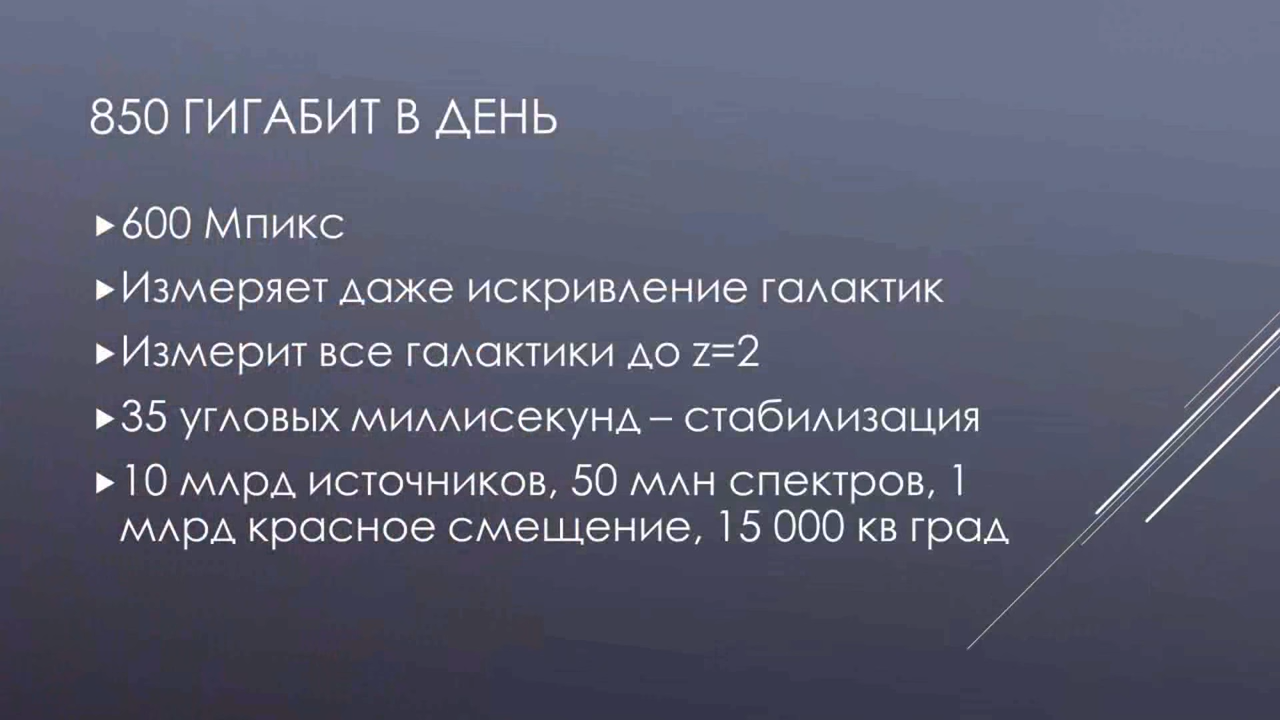 850 ГИГАБИТ В ДЕНЬ
600 Мпикс
Измеряет даже искривление галактик
Измерит все галактики до z=2
35 угловых миллисекунд – стабилизация
10 млрд источников, 50 млн спектров, 1
млрд красное смещение, 15 000 кв град